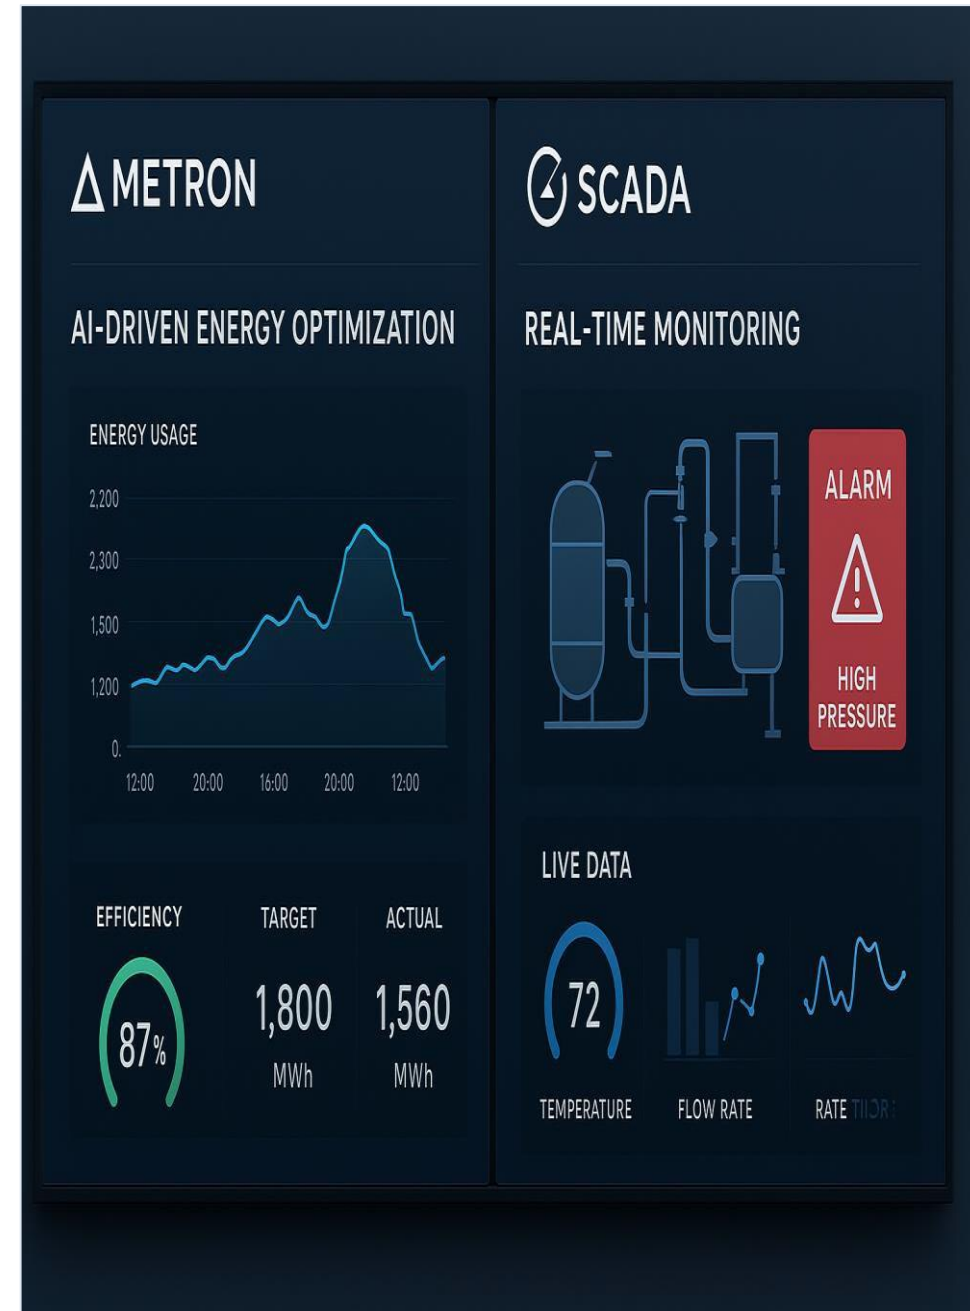 METRON
AI-DRIVEN ENERGY OPTIMIZATION
ENERGY USAGE
2,200
2,300
1,500
1,200
0.
12:00 20:00 16:00 20:00 12:00
EFFICIENCY
87%
TARGET
1,800
MWh
ACTUAL
1,560
MWh
SCADA
REAL-TIME MONITORING
ALARM
HIGH
PRESSURE
LIVE DATA
72
TEMPERATURE
FLOW RATE
RATE